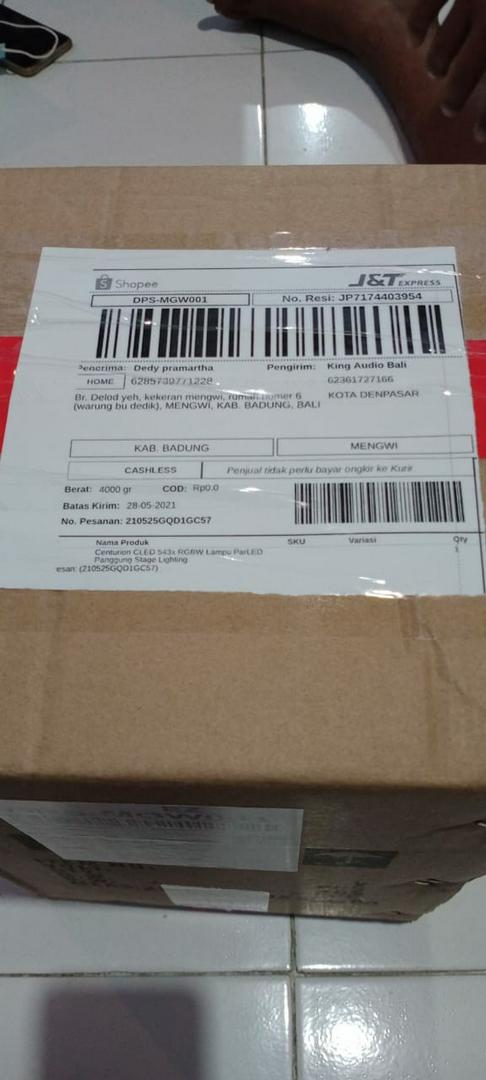 Shopee
J&T EXPRESS
DPS-MGW001
No. Resi: JP7174403954
Penerima: Dedy pramartha
Pengirim: King Audio Bali
HOME
6285739771228
62361727166
Br. Delod yeh, kekeran mengwi, rumah nomer 6
(warung bu dedik), MENGWI, KAB. BADUNG, BALI
KOTA DENPASAR
KAB. BADUNG
MENGWI
CASHLESS
Penjual tidak perlu bayar ongkir ke Kurir
Berat: 4000 gr
COD: Rp0.0
Batas Kirim: 28-05-2021
No. Pesanan: 210525GQD1GC57
Nama Produk
SKU
Variasi
Qty
Centurion CLED 543x RGBW Lampu ParLED
1
Panggung Stage Lighting
esan: (210525GQD1GC57)